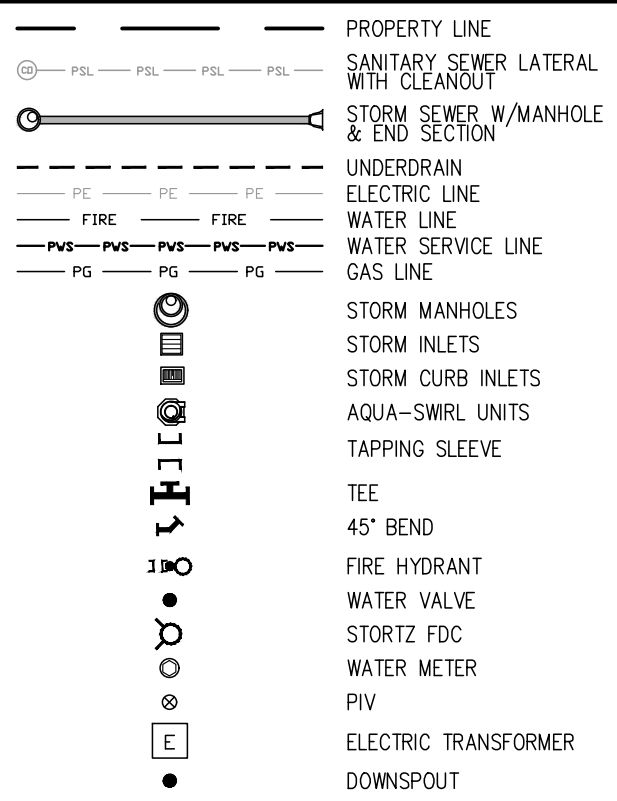 PROPERTY LINE
CO PSL PSL PSL PSL SANITARY SEWER LATERAL
WITH CLEANOUT
STORM SEWER W/MANHOLE
& END SECTION
UNDERDRAIN
PE PE PE ELECTRIC LINE
FIRE FIRE WATER LINE
PWS PWS PWS PWS PWS WATER SERVICE LINE
PG PG PG GAS LINE
STORM MANHOLES
STORM INLETS
STORM CURB INLETS
AQUA-SWIRL UNITS
TAPPING SLEEVE
TEE
45° BEND
FIRE HYDRANT
WATER VALVE
STORTZ FDC
WATER METER
PIV
E ELECTRIC TRANSFORMER
DOWNSPOUT